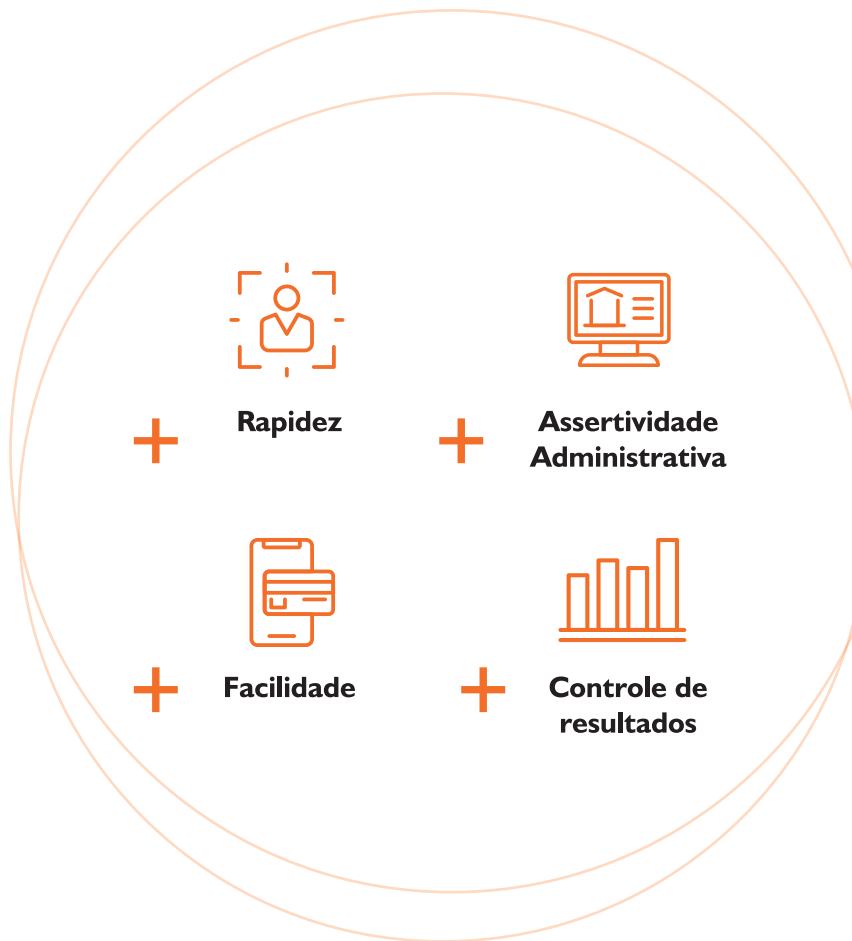 + Rapidez
+ Assertividade
Administrativa
+ Facilidade
+ Controle de
resultados